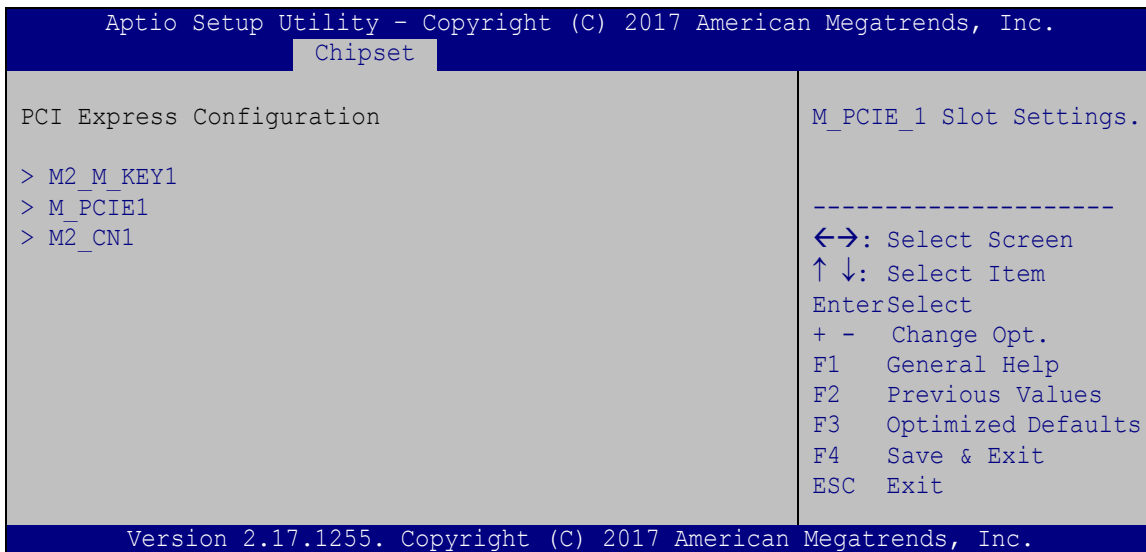 Aptio Setup Utility – Copyright (C) 2017 American Megatrends, Inc.
Chipset
PCI Express Configuration
> M2_M_KEY1
> M_PCIE1
> M2_CN1
M_PCIE_1 Slot Settings.
---------------------
←→: Select Screen
↑ ↓: Select Item
EnterSelect
+ - Change Opt.
F1 General Help
F2 Previous Values
F3 Optimized Defaults
F4 Save & Exit
ESC Exit
Version 2.17.1255. Copyright (C) 2017 American Megatrends, Inc.